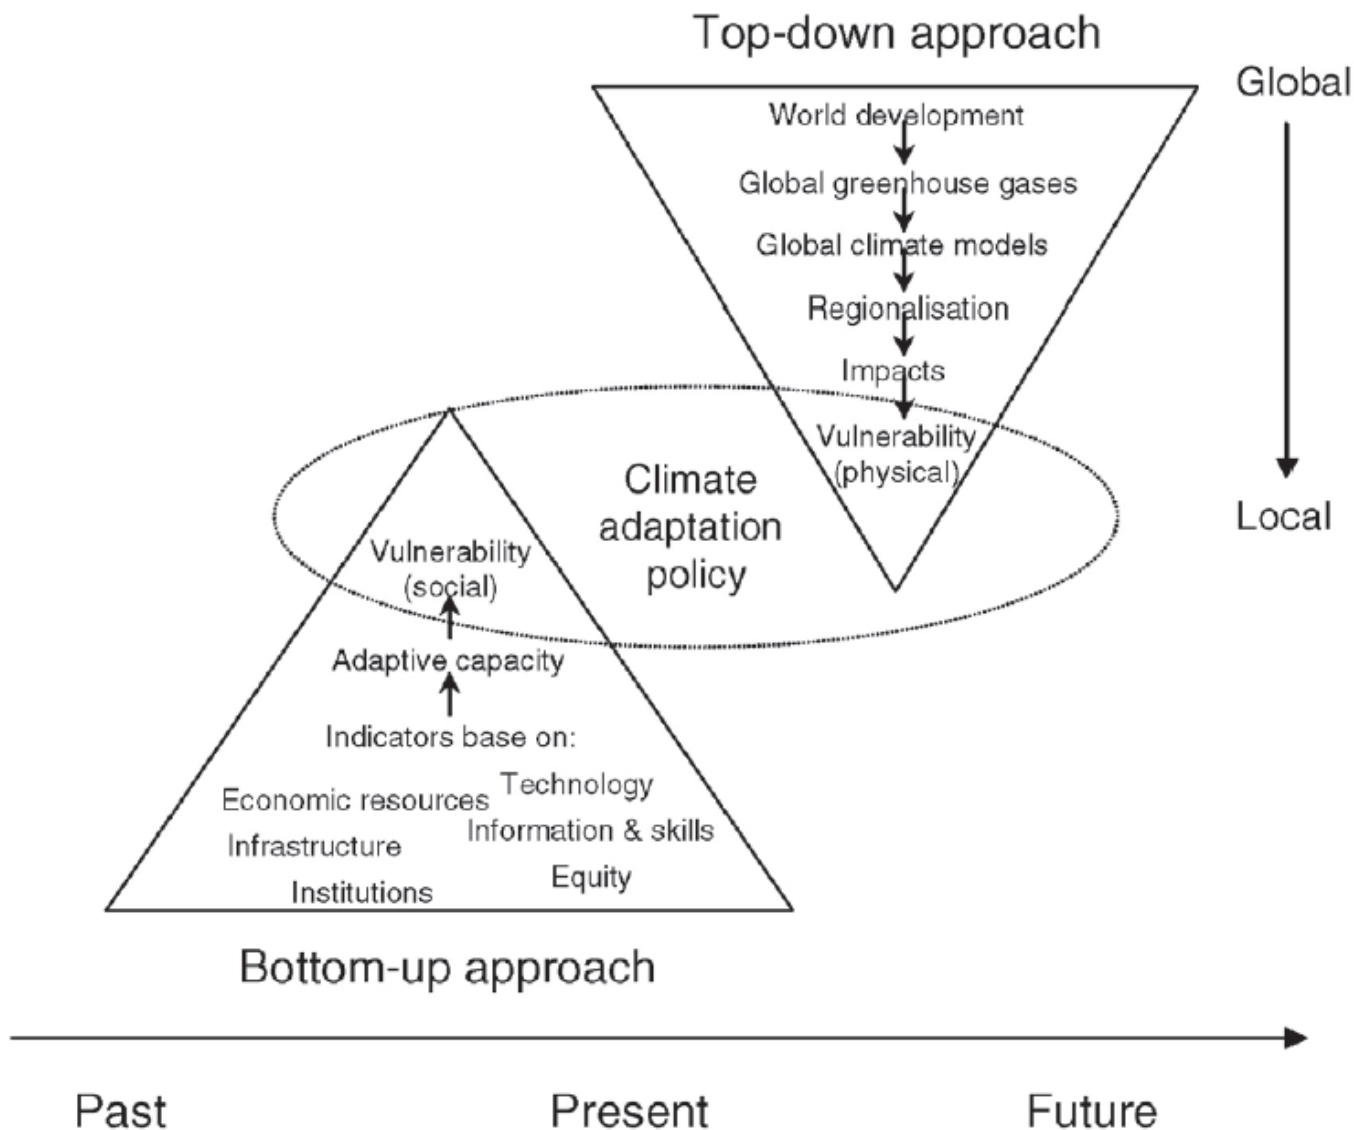 Top-down approach
Global
World development
Global greenhouse gases
Global climate models
Regionalisation
Impacts
Vulnerability
(physical)
Local
Climate
adaptation
policy
Vulnerability
(social)
Adaptive capacity
Indicators base on:
Economic resources
Technology
Infrastructure
Information & skills
Institutions
Equity
Bottom-up approach
Past
Present
Future